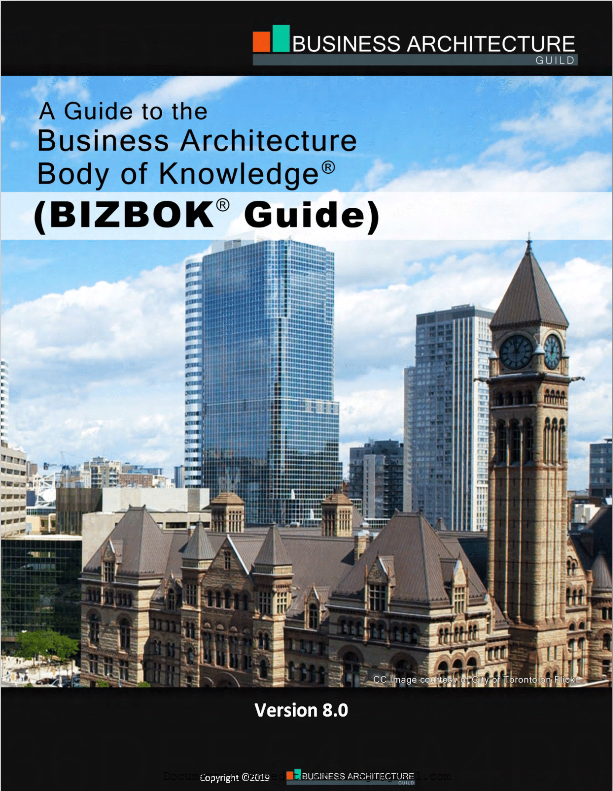 BUSINESS ARCHITECTURE
GUILD
A Guide to the
Business Architecture
Body of Knowledge®
(BIZBOK® Guide)
CC Image courtesy of City of Toronto on Flickr
Version 8.0
Copyright ©2019 BUSINESS ARCHITECTURE
GUILD